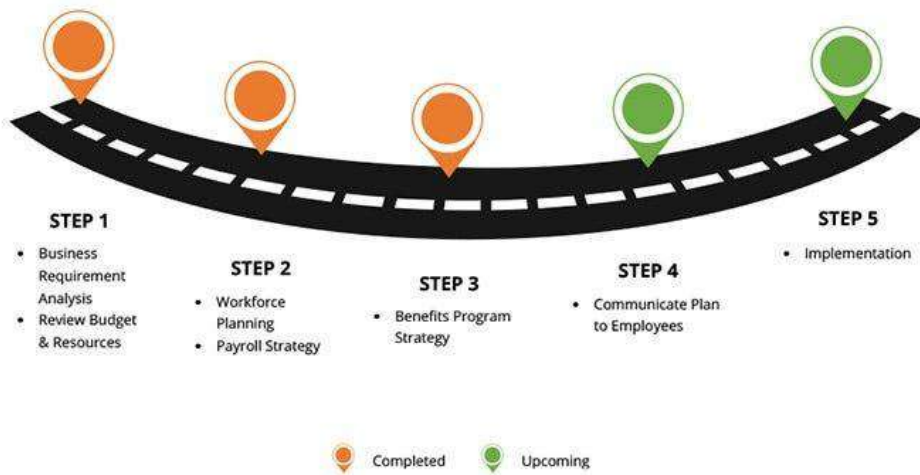 STEP 1
• Business
Requirement
Analysis
• Review Budget
& Resources
STEP 2
• Workforce
Planning
• Payroll Strategy
STEP 3
• Benefits Program
Strategy
STEP 4
• Communicate Plan
to Employees
STEP 5
• Implementation
Completed
Upcoming